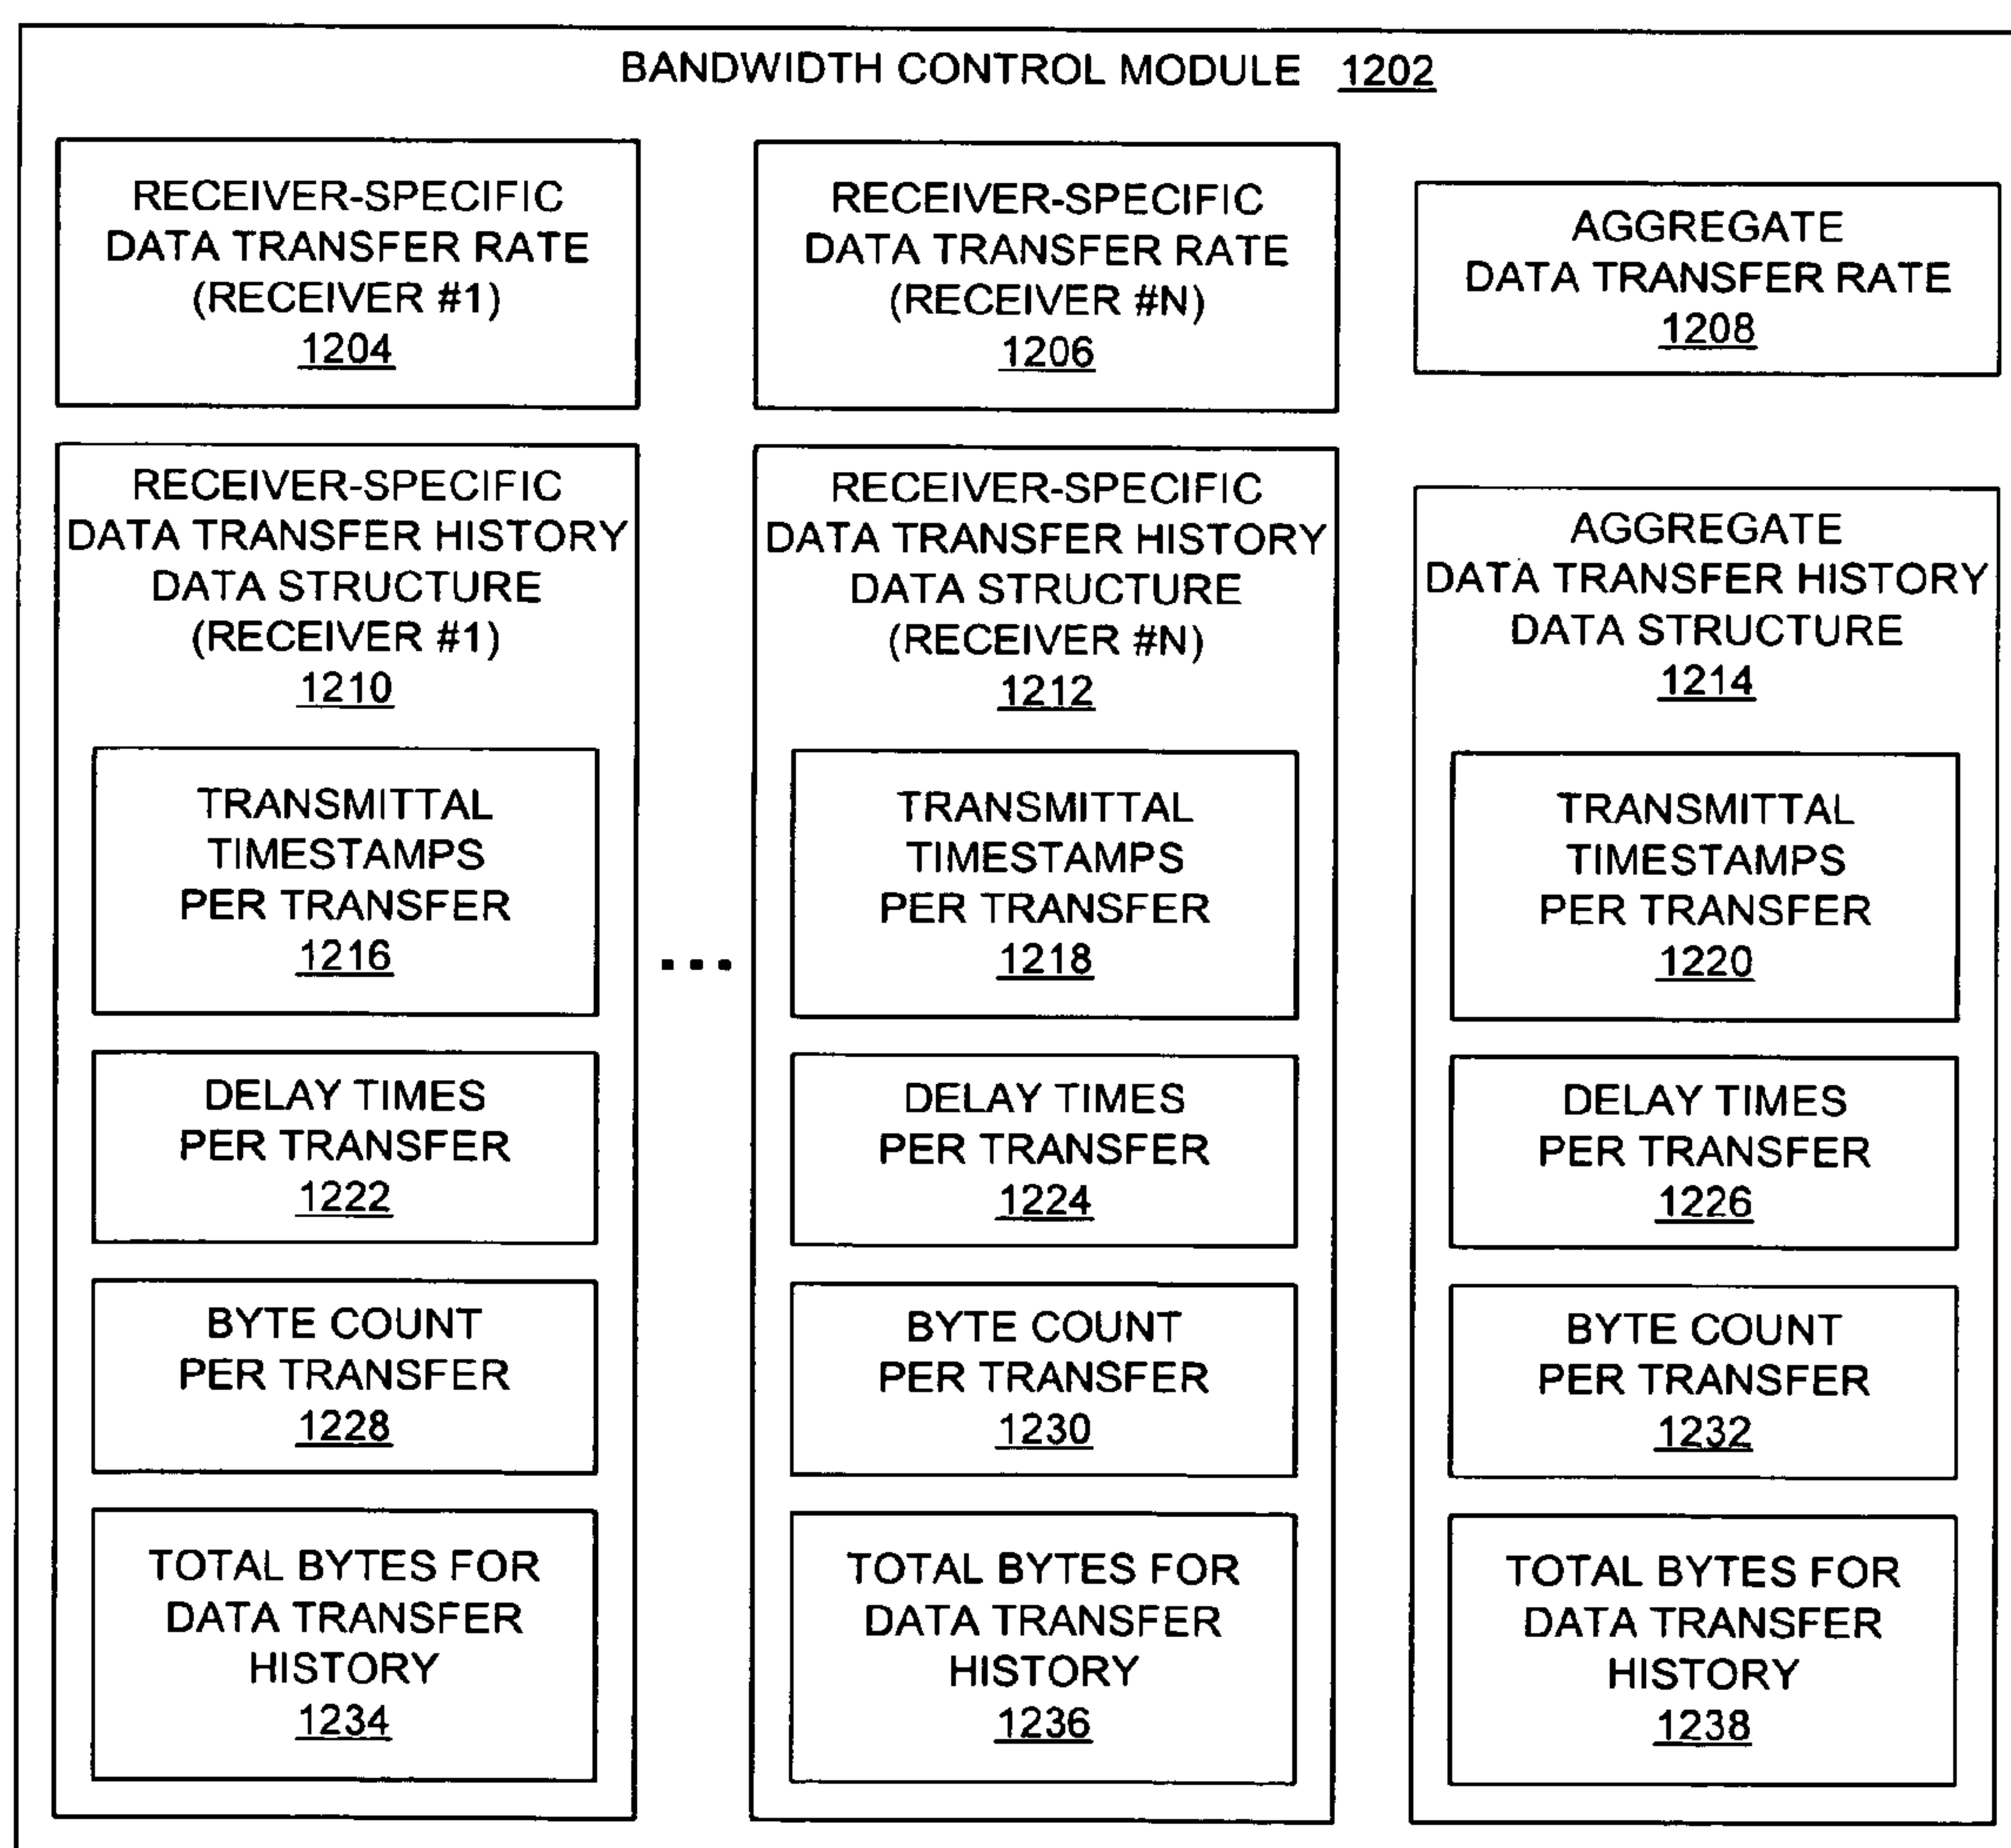 BANDWIDTH CONTROL MODULE 1202
RECEIVER-SPECIFIC
DATA TRANSFER RATE
(RECEIVER #1)
1204
RECEIVER-SPECIFIC
DATA TRANSFER RATE
(RECEIVER #N)
1206
AGGREGATE
DATA TRANSFER RATE
1208
RECEIVER-SPECIFIC
DATA TRANSFER HISTORY
DATA STRUCTURE
(RECEIVER #1)
1210
TRANSMITTAL
TIMESTAMPS
PER TRANSFER
1216
DELAY TIMES
PER TRANSFER
1222
BYTE COUNT
PER TRANSFER
1228
TOTAL BYTES FOR
DATA TRANSFER
HISTORY
1234
...
RECEIVER-SPECIFIC
DATA TRANSFER HISTORY
DATA STRUCTURE
(RECEIVER #N)
1212
TRANSMITTAL
TIMESTAMPS
PER TRANSFER
1218
DELAY TIMES
PER TRANSFER
1224
BYTE COUNT
PER TRANSFER
1230
TOTAL BYTES FOR
DATA TRANSFER
HISTORY
1236
AGGREGATE
DATA TRANSFER HISTORY
DATA STRUCTURE
1214
TRANSMITTAL
TIMESTAMPS
PER TRANSFER
1220
DELAY TIMES
PER TRANSFER
1226
BYTE COUNT
PER TRANSFER
1232
TOTAL BYTES FOR
DATA TRANSFER
HISTORY
1238